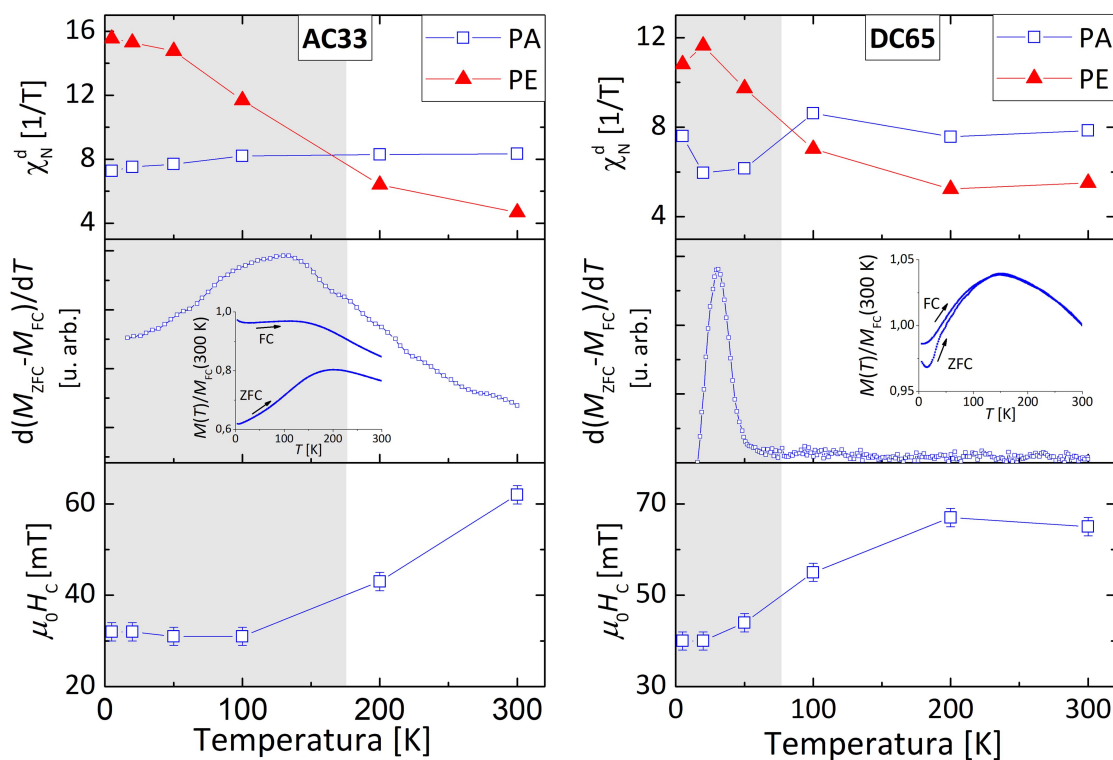 AC33
PA
PE
χ_N^d [1/T]
16
12
8
4
d(M_ZFC-M_FC)/dT
[u. arb.]
M(T)/M_FC(300 K)
1,0
0,8
0,6
FC
ZFC
0 100 200 300
T [K]
μ₀H_C [mT]
60
40
20
0 100 200 300
Temperatura [K]
DC65
PA
PE
χ_N^d [1/T]
12
8
4
d(M_ZFC-M_FC)/dT
[u. arb.]
M(T)/M_FC(300 K)
1,05
1,00
0,95
FC
ZFC
0 100 200 300
T [K]
μ₀H_C [mT]
70
50
30
0 100 200 300
Temperatura [K]